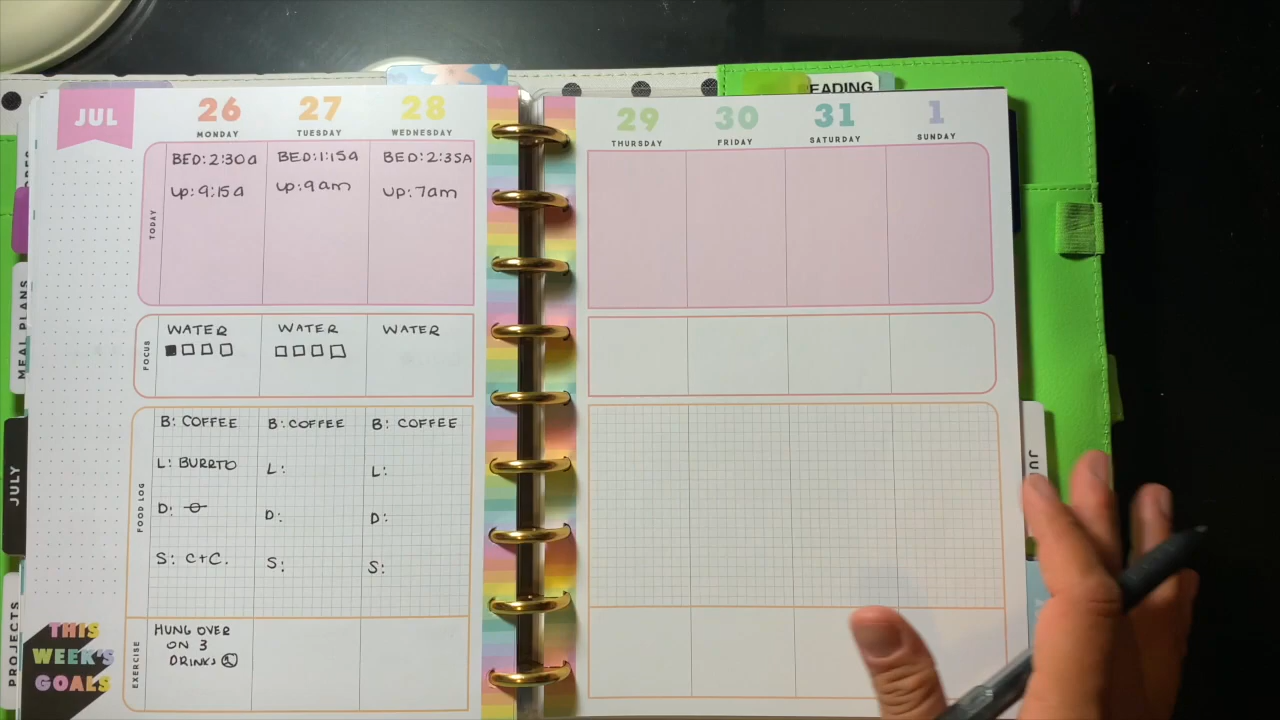 EADING
JUL
26 27 28 29 30 31 1
MONDAY TUESDAY WEDNESDAY THURSDAY FRIDAY SATURDAY SUNDAY
TODAY
BED:2:30a BED:1:15a BED:2:35A
up:9:15a up:9am up:7am
FOCUS
WATER WATER WATER
FOOD LOG
B: COFFEE B: COFFEE B: COFFEE
L: BURRTO L: L:
D: D: D:
S: C+C. S: S:
EXERCISE
HUNG OVER
ON 3
DRINKS
THIS
WEEK'S
GOALS
MEAL PLANS
JULY
PROJECTS